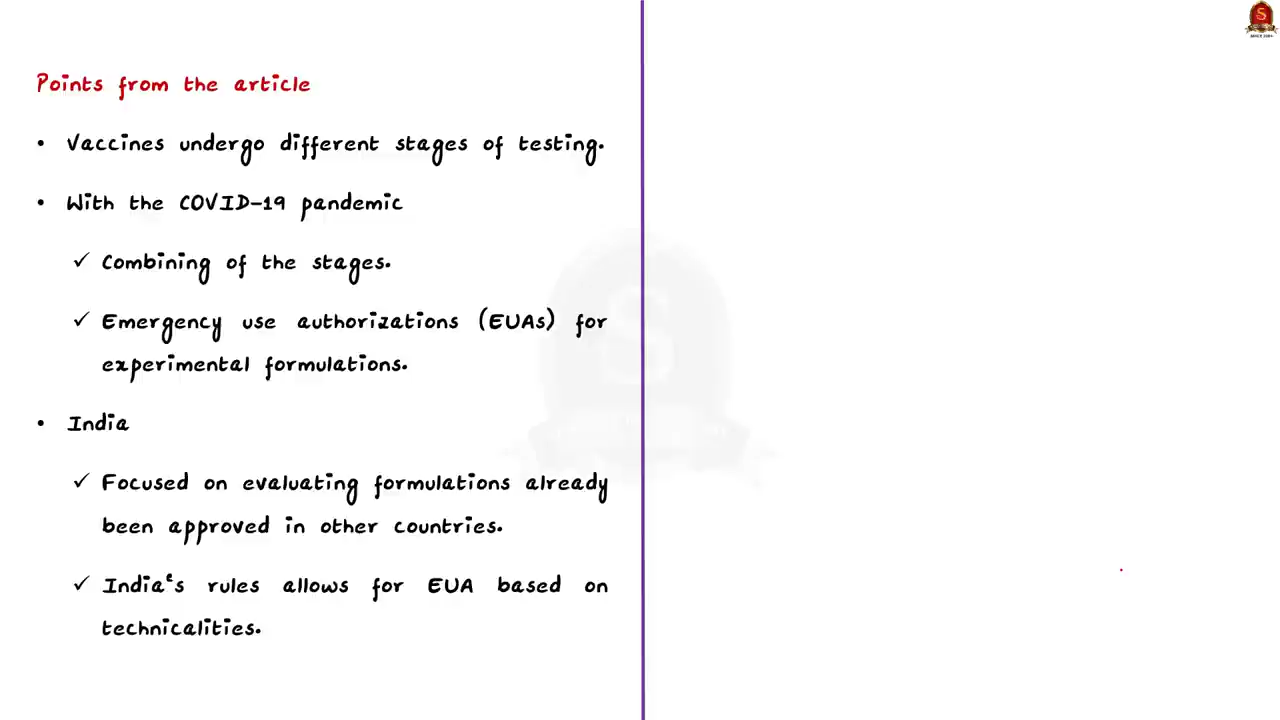 Points from the article
• Vaccines undergo different stages of testing.
• With the COVID-19 pandemic
✓ Combining of the stages.
✓ Emergency use authorizations (EUAs) for
experimental formulations.
• India
✓ Focused on evaluating formulations already
been approved in other countries.
✓ India's rules allows for EUA based on
technicalities.
S